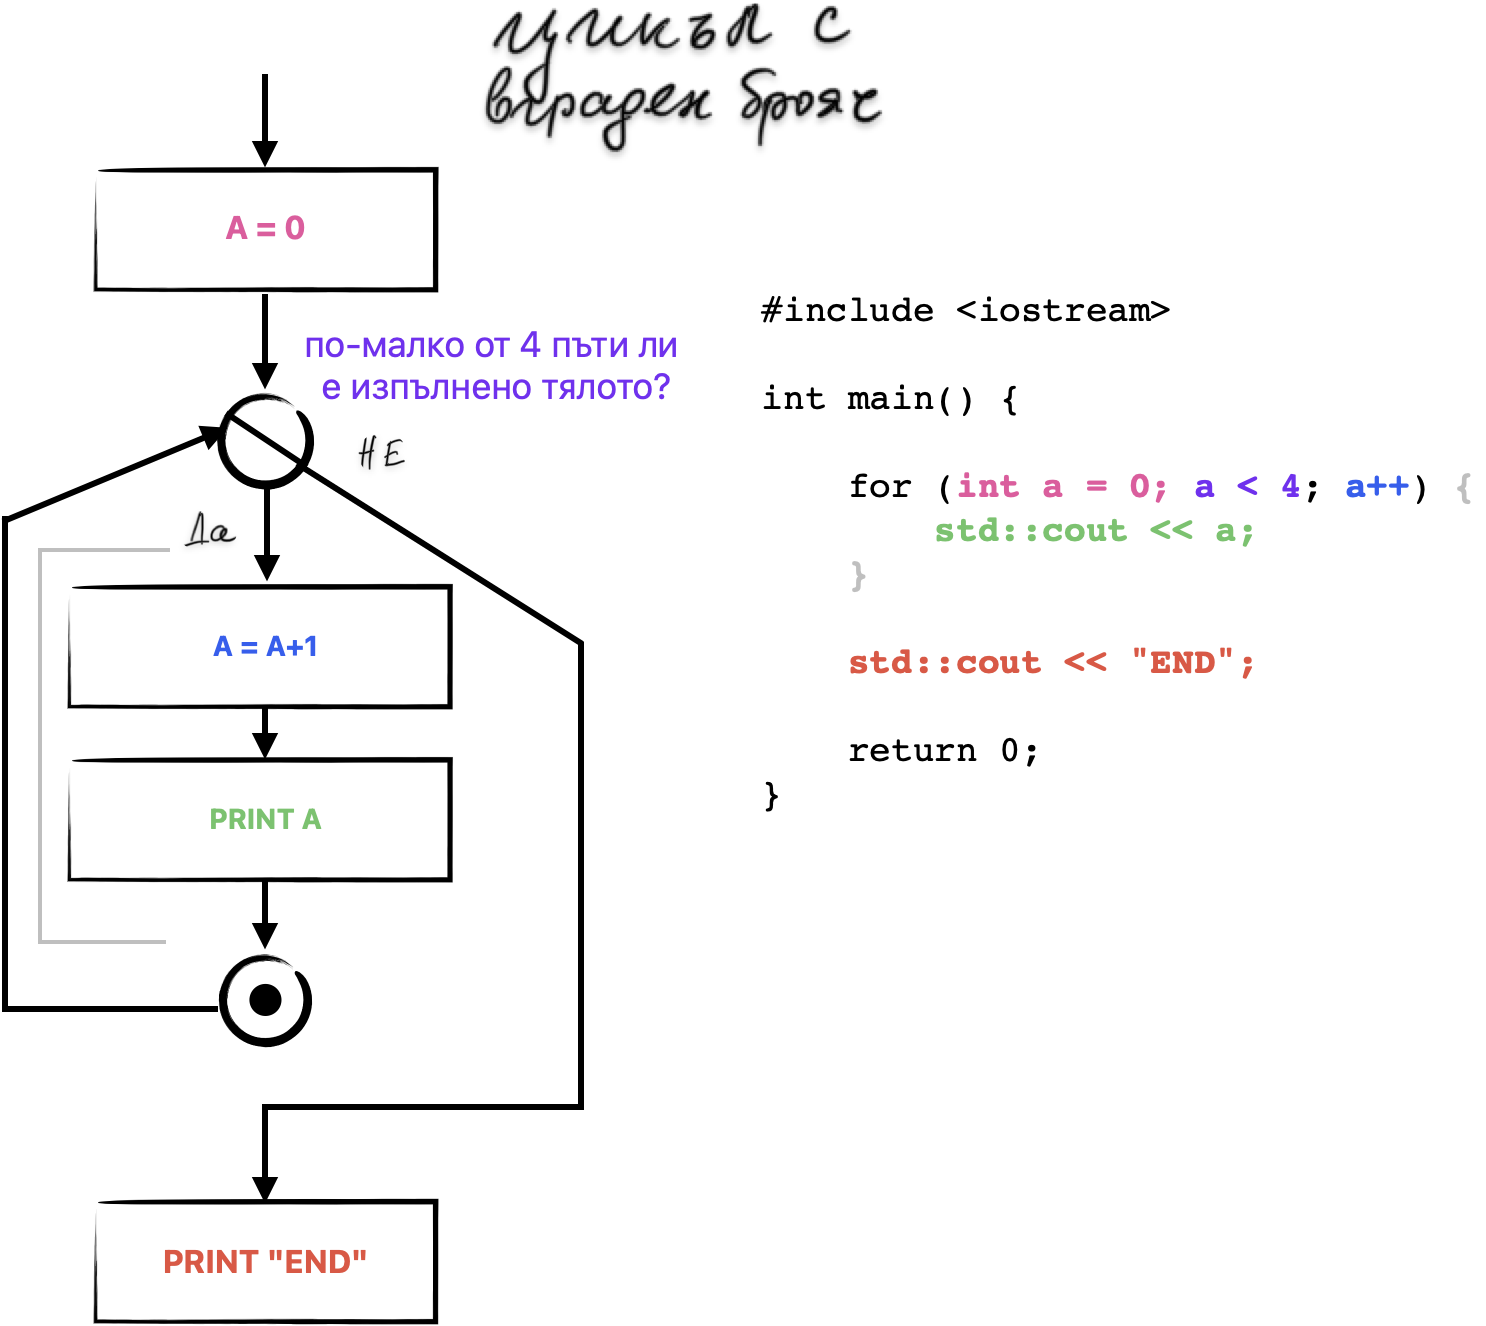 цикъл с
вграден брояч
A = 0
по-малко от 4 пъти ли
е изпълнено тялото?
НЕ
Да
A = A+1
PRINT A
PRINT "END"
#include <iostream>
int main() {
for (int a = 0; a < 4; a++) {
std::cout << a;
}
std::cout << "END";
return 0;
}